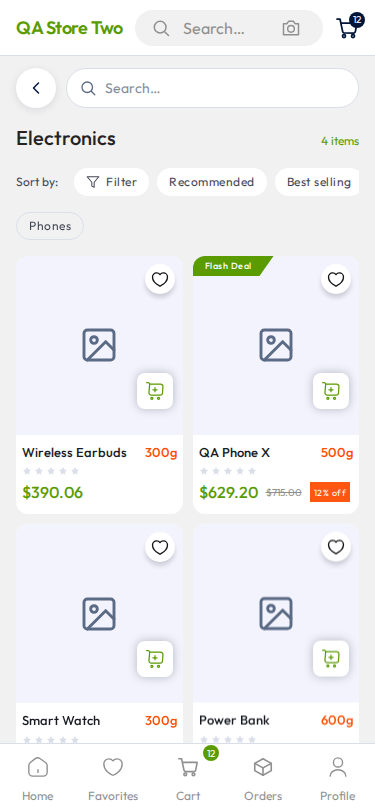 QA Store Two
Search...
12
Search...
Electronics
4 items
Sort by:
Filter
Recommended
Best selling
Phones
Flash Deal
Wireless Earbuds 300g
$390.06
QA Phone X 500g
$629.20 $715.00 12% off
Smart Watch 300g
Power Bank 600g
12
Home
Favorites
Cart
Orders
Profile